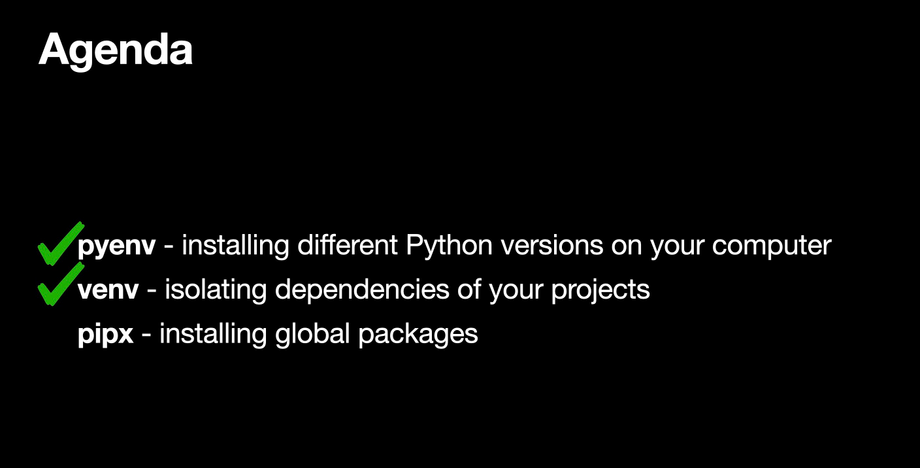 Agenda
pyenv - installing different Python versions on your computer
venv - isolating dependencies of your projects
pipx - installing global packages